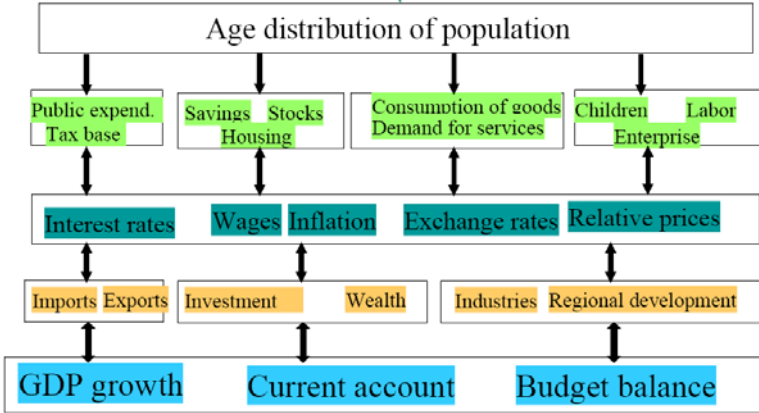 Age distribution of population
Public expend.
Tax base
Savings Stocks
Housing
Consumption of goods
Demand for services
Children Labor
Enterprise
Interest rates Wages Inflation Exchange rates Relative prices
Imports Exports
Investment Wealth
Industries Regional development
GDP growth Current account Budget balance